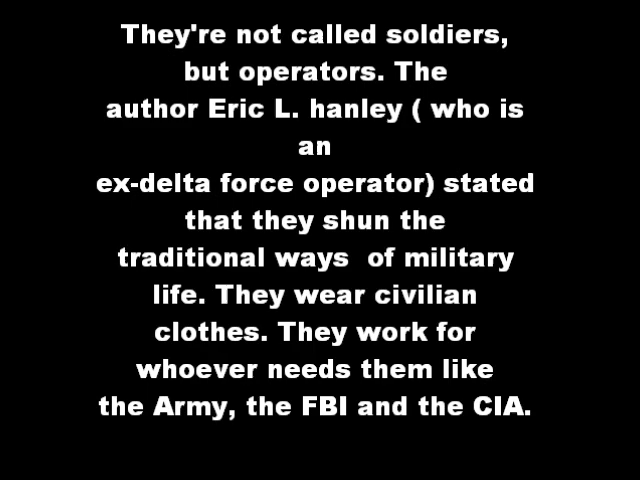 They're not called soldiers,
but operators. The
author Eric L. hanley ( who is
an
ex-delta force operator) stated
that they shun the
traditional ways  of military
life. They wear civilian
clothes. They work for
whoever needs them like
the Army, the FBI and the CIA.